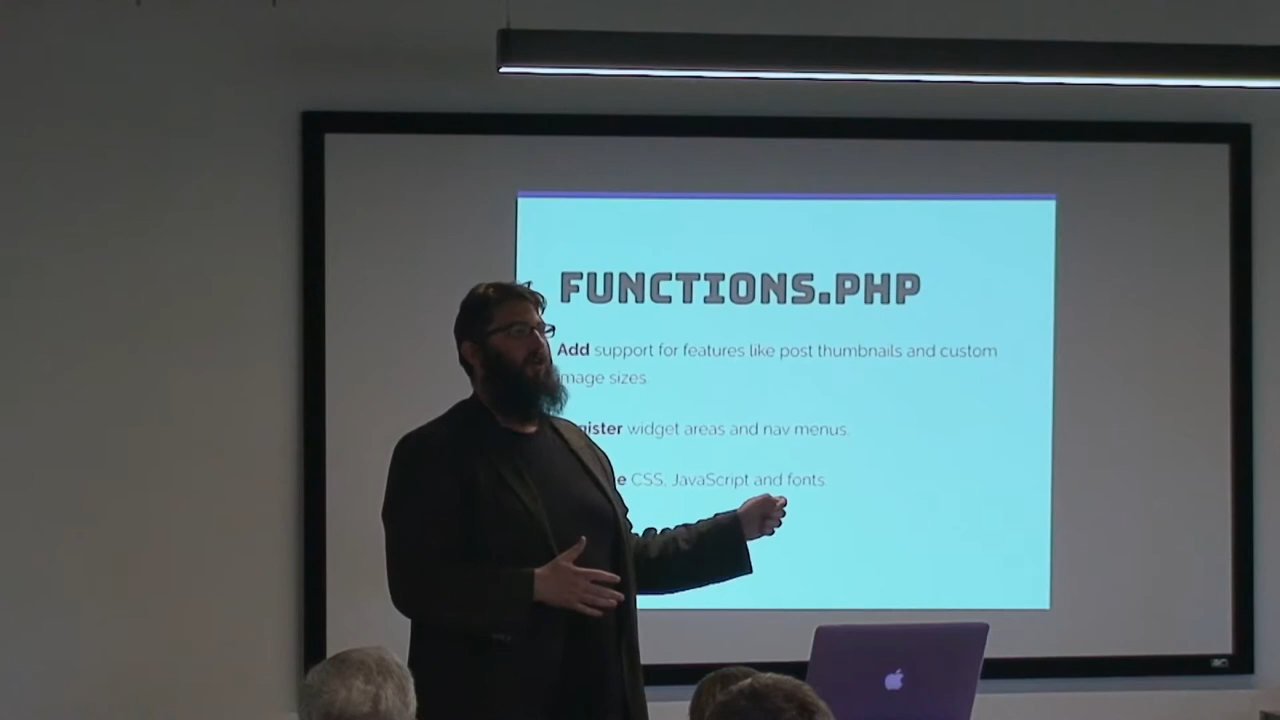 FUNCTIONS.PHP
Add support for features like post thumbnails and custom
image sizes.
widget areas and nav menus.
CSS, JavaScript and fonts.